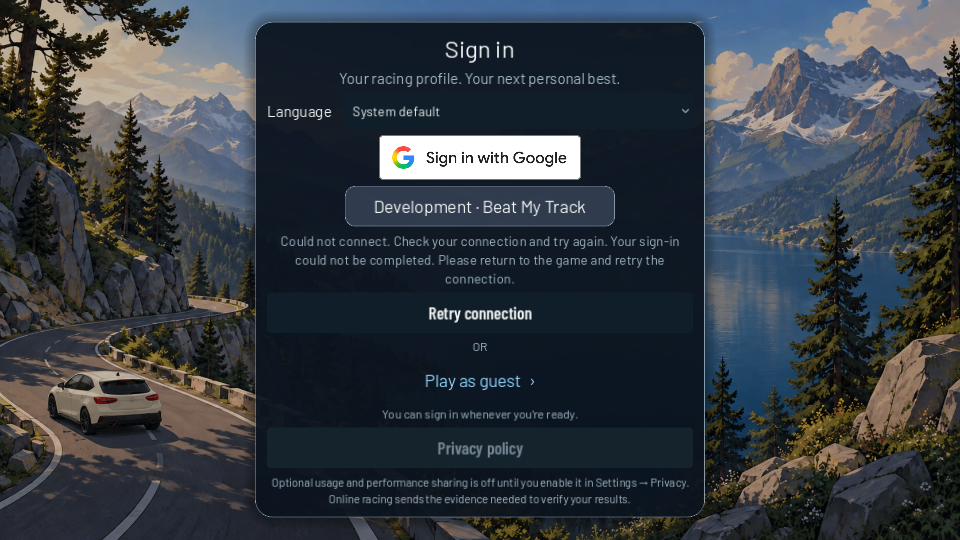 Sign in
Your racing profile. Your next personal best.
Language
System default
Sign in with Google
Development · Beat My Track
Could not connect. Check your connection and try again. Your sign-in
could not be completed. Please return to the game and retry the
connection.
Retry connection
OR
Play as guest ›
You can sign in whenever you're ready.
Privacy policy
Optional usage and performance sharing is off until you enable it in Settings → Privacy.
Online racing sends the evidence needed to verify your results.